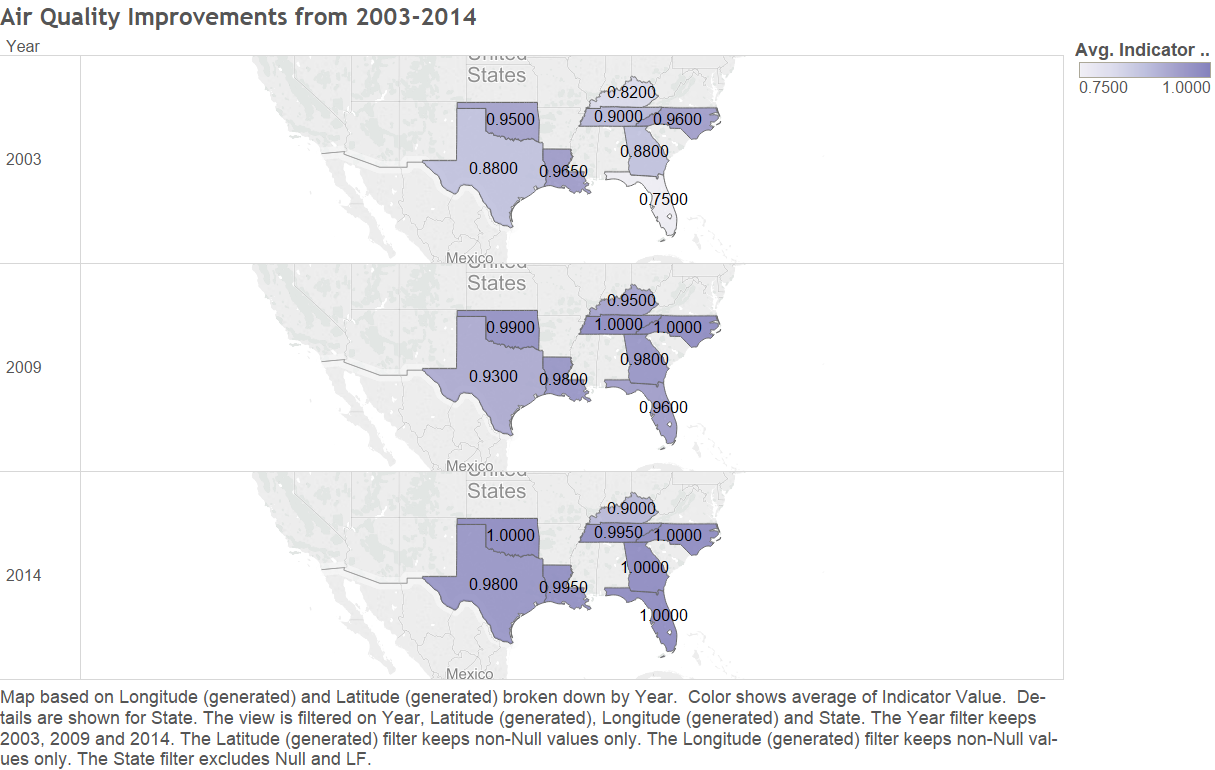 Air Quality Improvements from 2003-2014
Year
Avg. Indicator ..
0.7500 1.0000
2003
United
States
0.8200
0.9500
0.9000
0.9600
0.8800
0.8800
0.9650
0.7500
Mexico
2009
United
States
0.9500
0.9900
1.0000
1.0000
0.9800
0.9300
0.9800
0.9600
Mexico
2014
United
States
0.9000
1.0000
0.9950
1.0000
1.0000
0.9800
0.9950
1.0000
Mexico
Map based on Longitude (generated) and Latitude (generated) broken down by Year.  Color shows average of Indicator Value.  De-
tails are shown for State. The view is filtered on Year, Latitude (generated), Longitude (generated) and State. The Year filter keeps
2003, 2009 and 2014. The Latitude (generated) filter keeps non-Null values only. The Longitude (generated) filter keeps non-Null val-
ues only. The State filter excludes Null and LF.